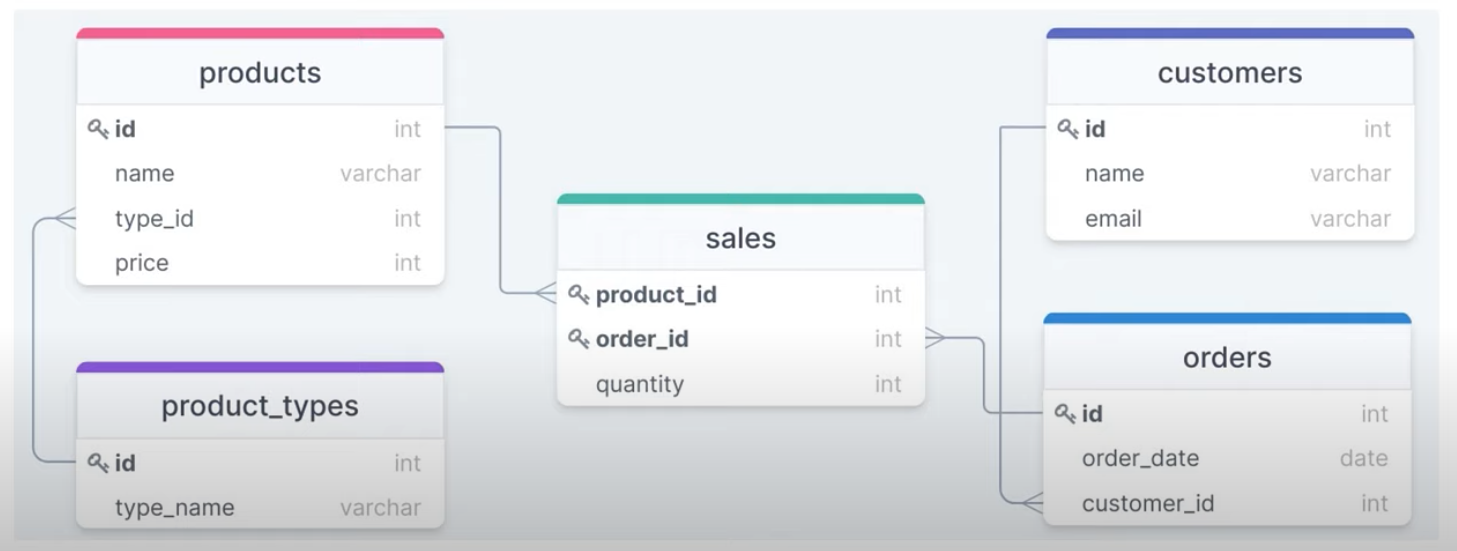 products
id int
name varchar
type_id int
price int
product_types
id int
type_name varchar
sales
product_id int
order_id int
quantity int
customers
id int
name varchar
email varchar
orders
id int
order_date date
customer_id int